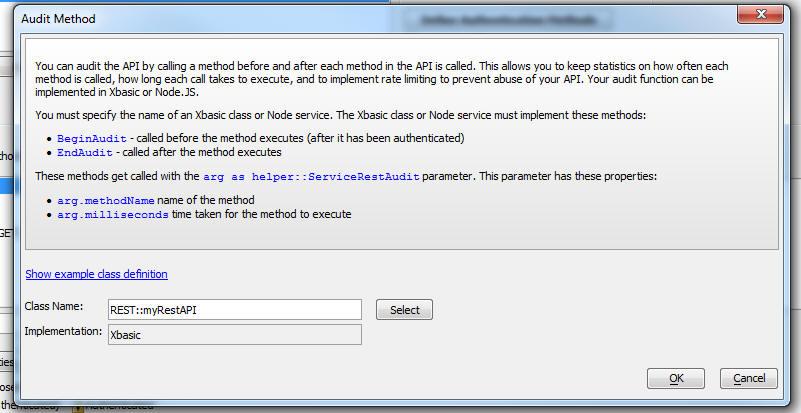 Define Authentication Methods
Audit Method
You can audit the API by calling a method before and after each method in the API is called. This allows you to keep statistics on how often each
method is called, how long each call takes to execute, and to implement rate limiting to prevent abuse of your API. Your audit function can be
implemented in Xbasic or Node.JS.
You must specify the name of an Xbasic class or Node service. The Xbasic class or Node service must implement these methods:
• BeginAudit - called before the method executes (after it has been authenticated)
• EndAudit - called after the method executes
These methods get called with the arg as helper::ServiceRestAudit parameter. This parameter has these properties:
• arg.methodName name of the method
• arg.milliseconds time taken for the method to execute
Show example class definition
Class Name: REST::myRestAPI Select
Implementation: Xbasic
OK Cancel
GET
ties
thenticated) Authenticated